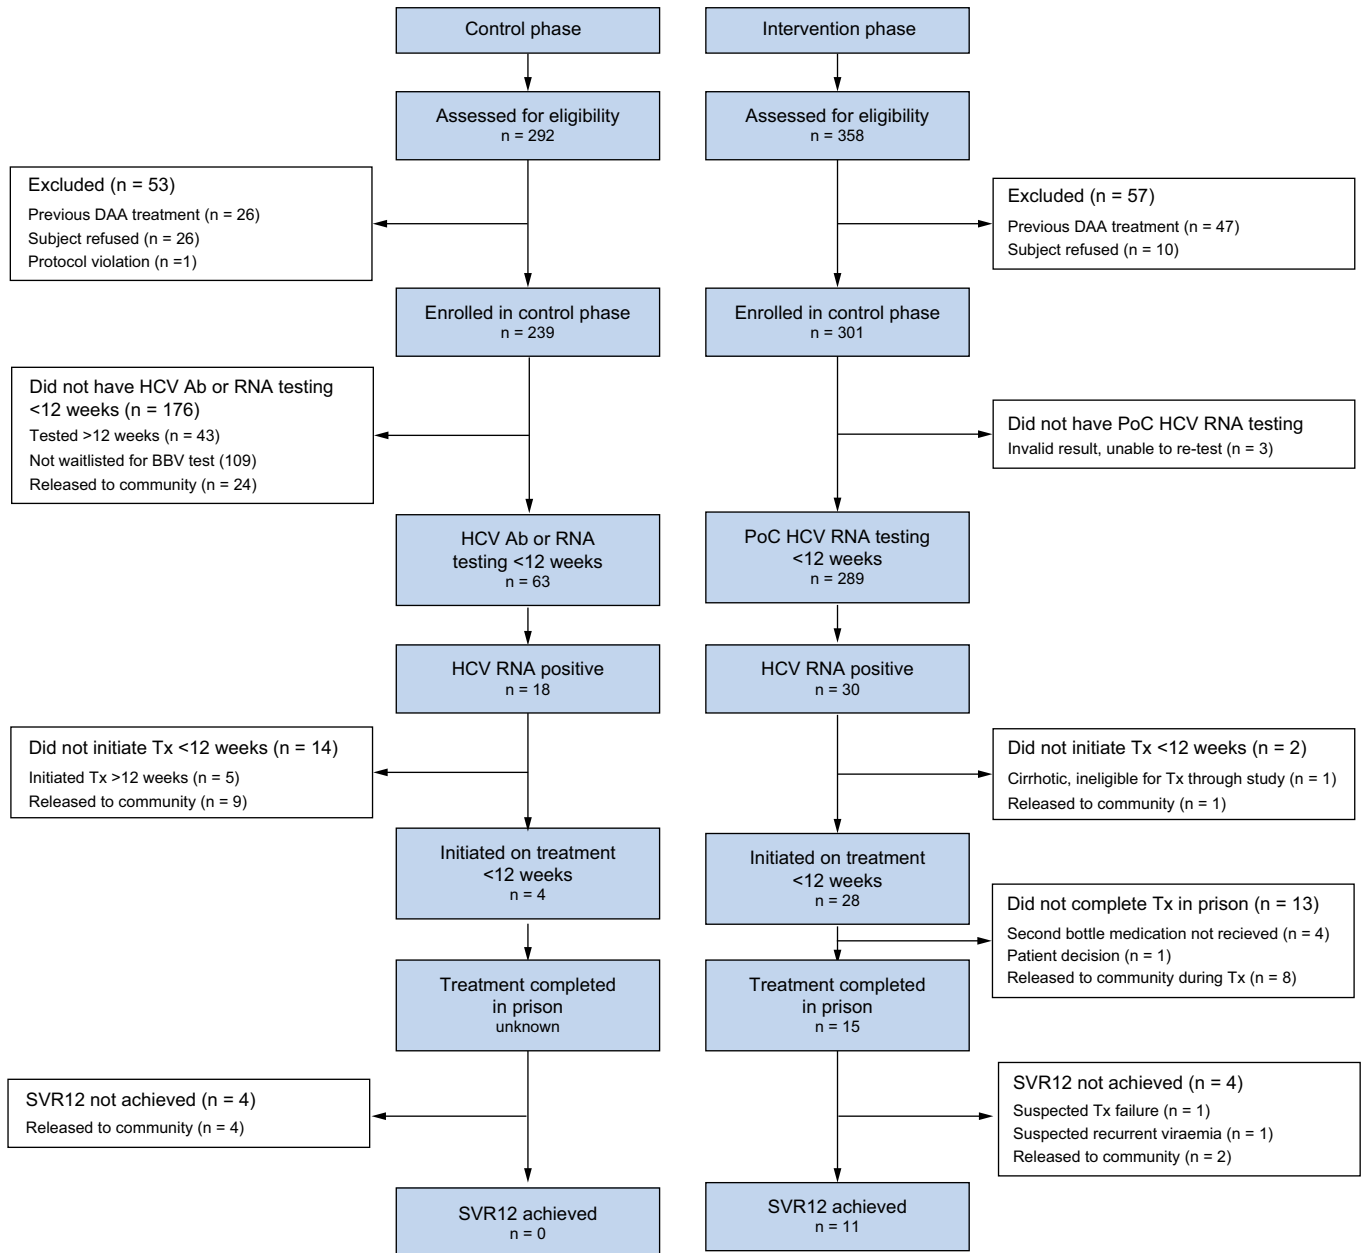 Control phase
Intervention phase
Assessed for eligibility
n = 292
Assessed for eligibility
n = 358
Excluded (n = 53)
Previous DAA treatment (n = 26)
Subject refused (n = 26)
Protocol violation (n =1)
Excluded (n = 57)
Previous DAA treatment (n = 47)
Subject refused (n = 10)
Enrolled in control phase
n = 239
Enrolled in control phase
n = 301
Did not have HCV Ab or RNA testing
<12 weeks (n = 176)
Tested >12 weeks (n = 43)
Not waitlisted for BBV test (109)
Released to community (n = 24)
Did not have PoC HCV RNA testing
Invalid result, unable to re-test (n = 3)
HCV Ab or RNA
testing <12 weeks
n = 63
PoC HCV RNA testing
<12 weeks
n = 289
HCV RNA positive
n = 18
HCV RNA positive
n = 30
Did not initiate Tx <12 weeks (n = 14)
Initiated Tx >12 weeks (n = 5)
Released to community (n = 9)
Did not initiate Tx <12 weeks (n = 2)
Cirrhotic, ineligible for Tx through study (n = 1)
Released to community (n = 1)
Initiated on treatment
<12 weeks
n = 4
Initiated on treatment
<12 weeks
n = 28
Did not complete Tx in prison (n = 13)
Second bottle medication not recieved (n = 4)
Patient decision (n = 1)
Released to community during Tx (n = 8)
Treatment completed
in prison
unknown
Treatment completed
in prison
n = 15
SVR12 not achieved (n = 4)
Released to community (n = 4)
SVR12 not achieved (n = 4)
Suspected Tx failure (n = 1)
Suspected recurrent viraemia (n = 1)
Released to community (n = 2)
SVR12 achieved
n = 0
SVR12 achieved
n = 11